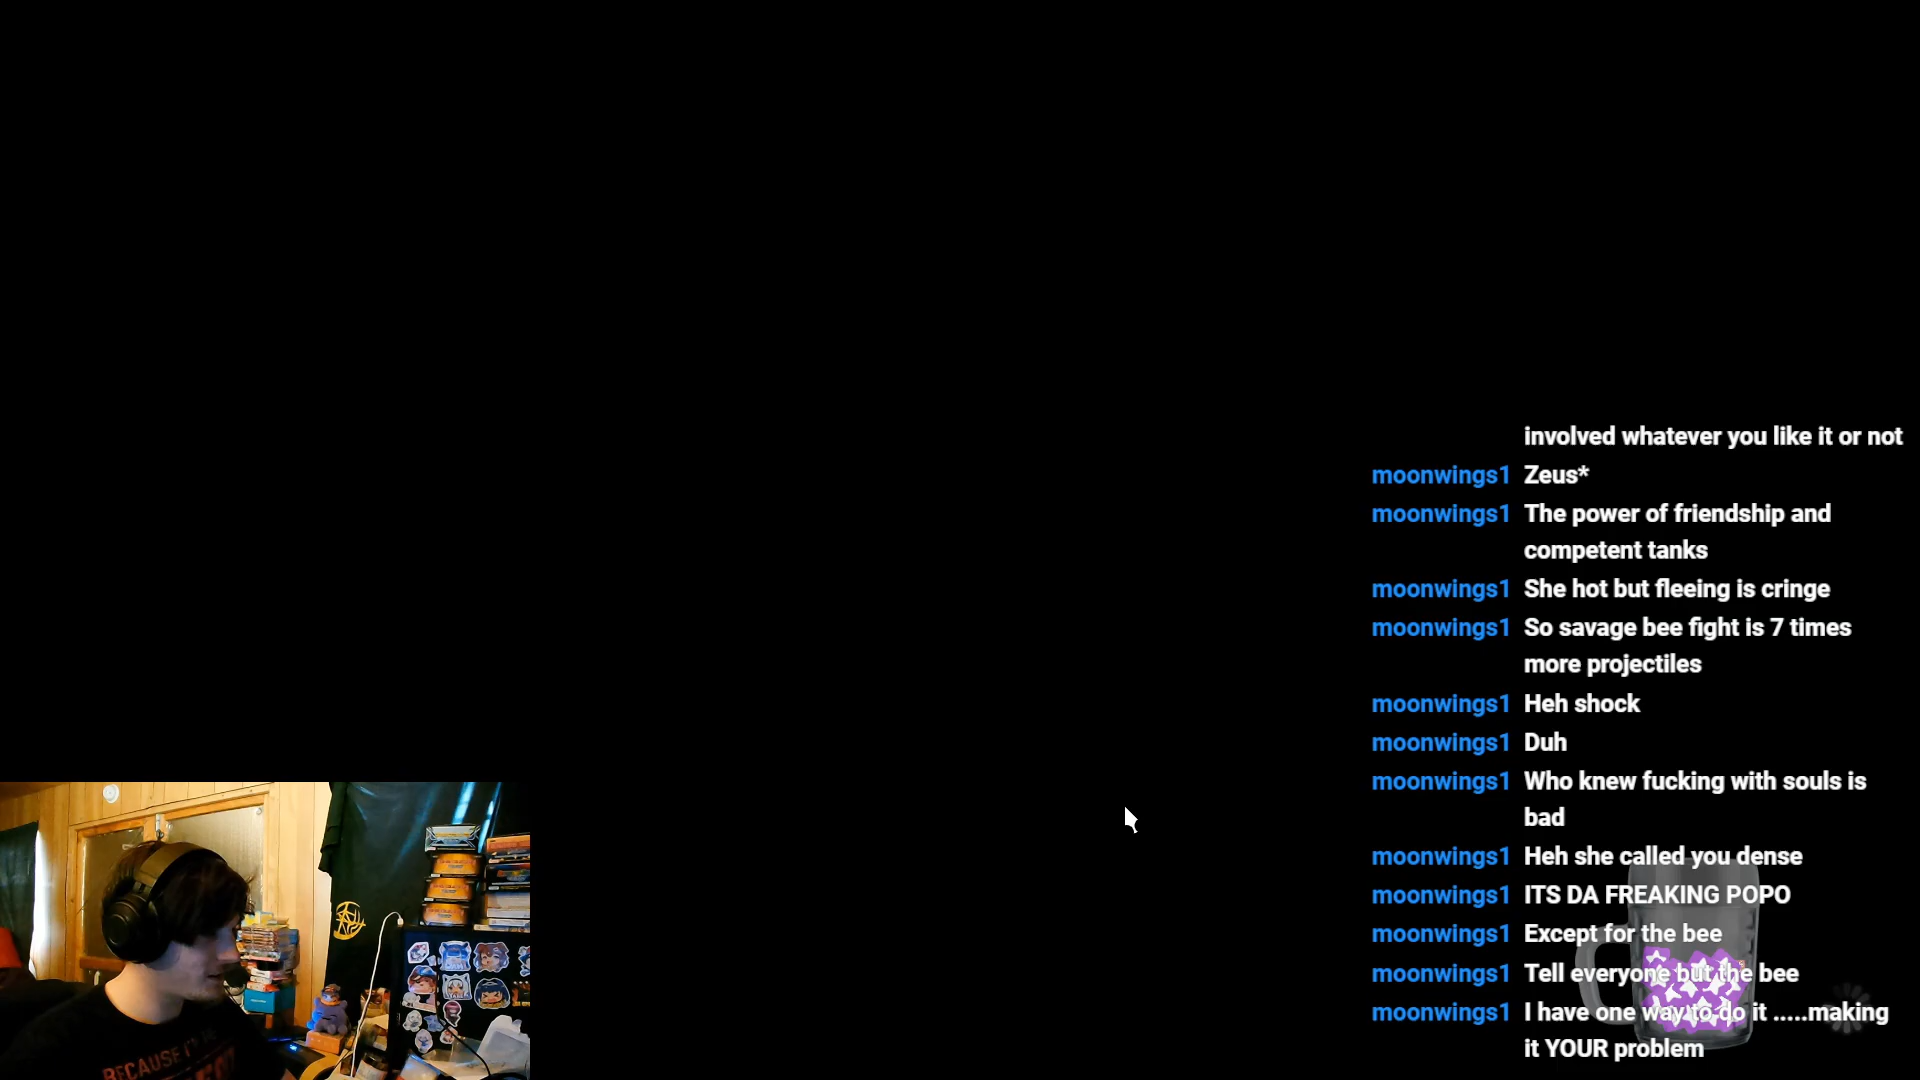 involved whatever you like it or not
moonwings1 Zeus*
moonwings1 The power of friendship and
competent tanks
moonwings1 She hot but fleeing is cringe
moonwings1 So savage bee fight is 7 times
more projectiles
moonwings1 Heh shock
moonwings1 Duh
moonwings1 Who knew fucking with souls is
bad
moonwings1 Heh she called you dense
moonwings1 ITS DA FREAKING POPO
moonwings1 Except for the bee
moonwings1 Tell everyone but the bee
moonwings1 I have one way to do it .....making
it YOUR problem
BECAUSE I'M